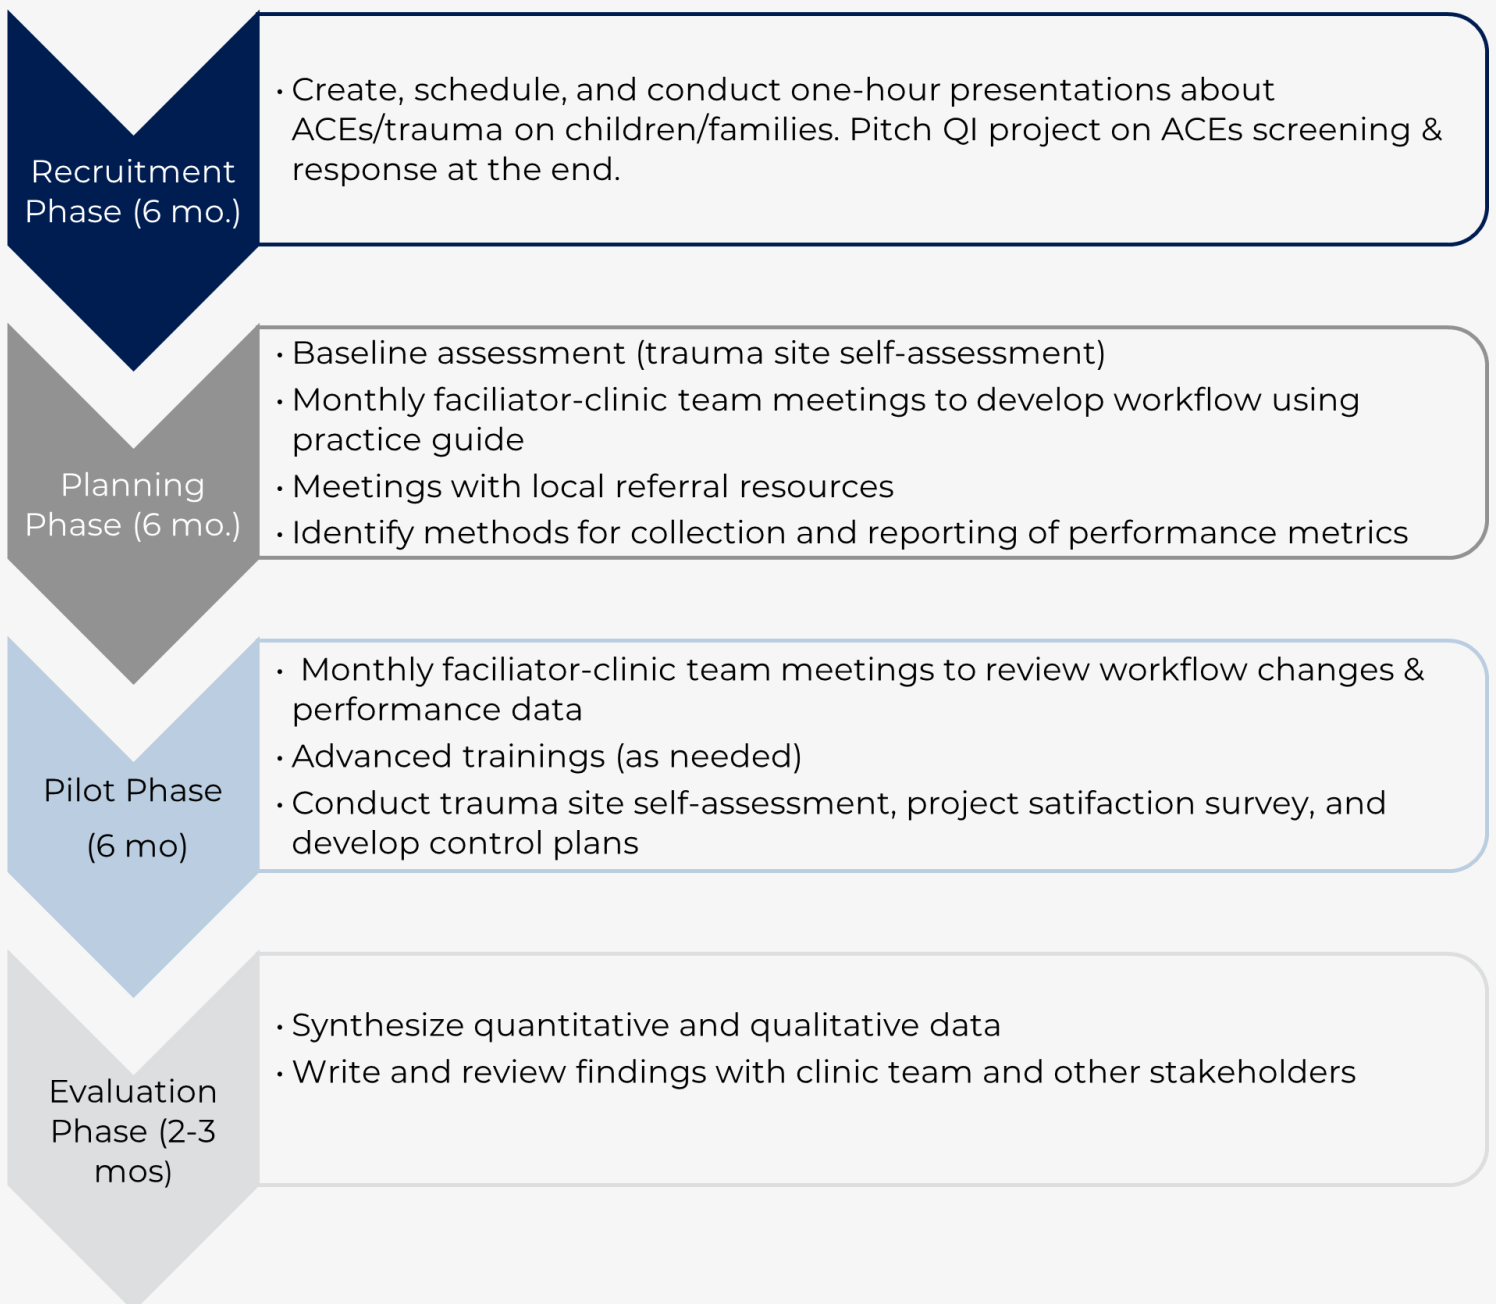 Recruitment
Phase (6 mo.)
· Create, schedule, and conduct one-hour presentations about
ACEs/trauma on children/families. Pitch QI project on ACEs screening &
response at the end.
Planning
Phase (6 mo.)
· Baseline assessment (trauma site self-assessment)
· Monthly faciliator-clinic team meetings to develop workflow using
practice guide
· Meetings with local referral resources
· Identify methods for collection and reporting of performance metrics
Pilot Phase
(6 mo)
· Monthly faciliator-clinic team meetings to review workflow changes &
performance data
· Advanced trainings (as needed)
· Conduct trauma site self-assessment, project satifaction survey, and
develop control plans
Evaluation
Phase (2-3
mos)
· Synthesize quantitative and qualitative data
· Write and review findings with clinic team and other stakeholders